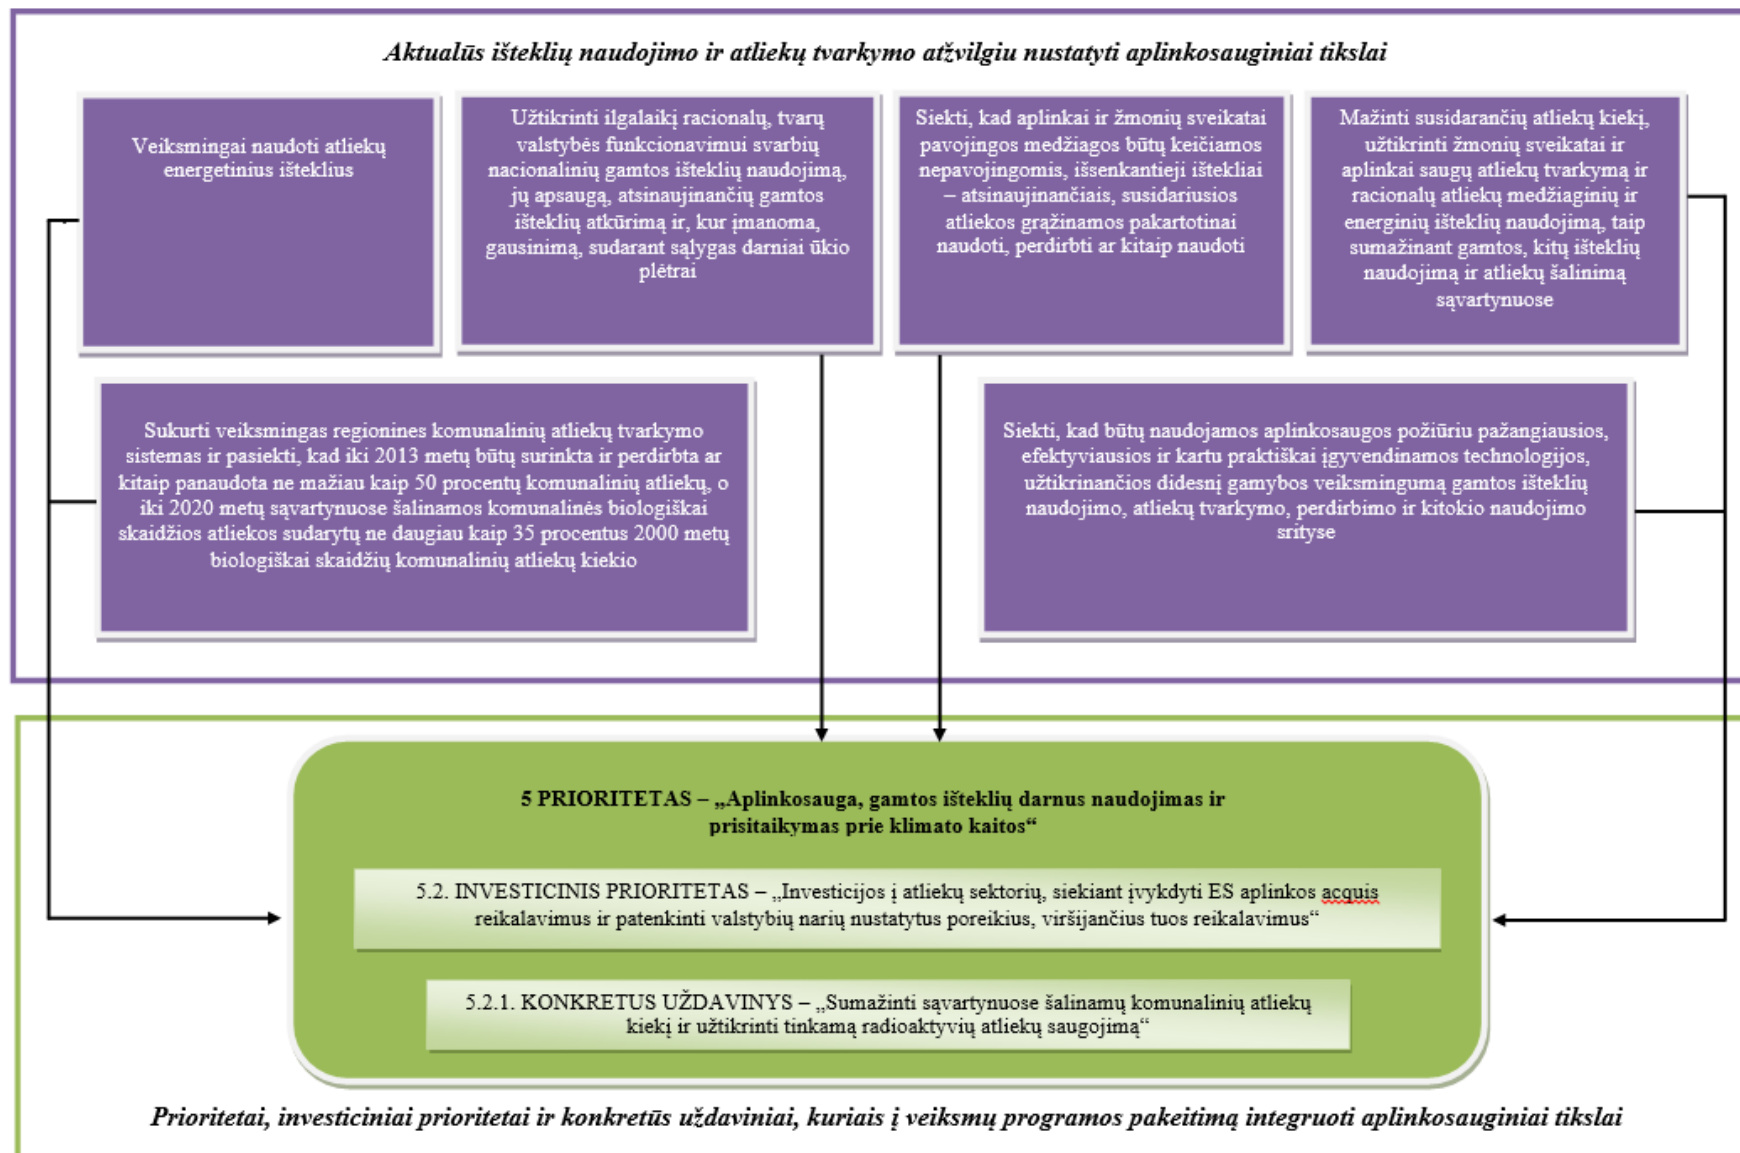 Aktualūs išteklių naudojimo ir atliekų tvarkymo atžvilgiu nustatyti aplinkosauginiai tikslai
Veiksmingai naudoti atliekų
energetinius išteklius
Užtikrinti ilgalaikį racionalų, tvarų
valstybės funkcionavimui svarbių
nacionalinių gamtos išteklių naudojimą,
jų apsaugą, atsinaujinančių gamtos
išteklių atkūrimą ir, kur įmanoma,
gausinimą, sudarant sąlygas darniai ūkio
plėtrai
Siekti, kad aplinkai ir žmonių sveikatai
pavojingos medžiagos būtų keičiamos
nepavojingomis, išsenkantieji ištekliai
– atsinaujinančiais, susidariusios
atliekos grąžinamos pakartotinai
naudoti, perdirbti ar kitaip naudoti
Mažinti susidarančių atliekų kiekį,
užtikrinti žmonių sveikatai ir
aplinkai saugų atliekų tvarkymą ir
racionalų atliekų medžiaginių ir
energinių išteklių naudojimą, taip
sumažinant gamtos, kitų išteklių
naudojimą ir atliekų šalinimą
sąvartynuose
Sukurti veiksmingas regionines komunalinių atliekų tvarkymo
sistemas ir pasiekti, kad iki 2013 metų būtų surinkta ir perdirbta ar
kitaip panaudota ne mažiau kaip 50 procentų komunalinių atliekų, o
iki 2020 metų sąvartynuose šalinamos komunalinės biologiškai
skaidžios atliekos sudarytų ne daugiau kaip 35 procentus 2000 metų
biologiškai skaidžių komunalinių atliekų kiekio
Siekti, kad būtų naudojamos aplinkosaugos požiūriu pažangiausios,
efektyviausios ir kartu praktiškai įgyvendinamos technologijos,
užtikrinančios didesnį gamybos veiksmingumą gamtos išteklių
naudojimo, atliekų tvarkymo, perdirbimo ir kitokio naudojimo
srityse
5 PRIORITETAS – „Aplinkosauga, gamtos išteklių darnus naudojimas ir
prisitaikymas prie klimato kaitos“
5.2. INVESTICINIS PRIORITETAS – „Investicijos į atliekų sektorių, siekiant įvykdyti ES aplinkos acquis
reikalavimus ir patenkinti valstybių narių nustatytus poreikius, viršijančius tuos reikalavimus“
5.2.1. KONKRETUS UŽDAVINYS – „Sumažinti sąvartynuose šalinamų komunalinių atliekų
kiekį ir užtikrinti tinkamą radioaktyvių atliekų saugojimą“
Prioritetai, investiciniai prioritetai ir konkretūs uždaviniai, kuriais į veiksmų programos pakeitimą integruoti aplinkosauginiai tikslai